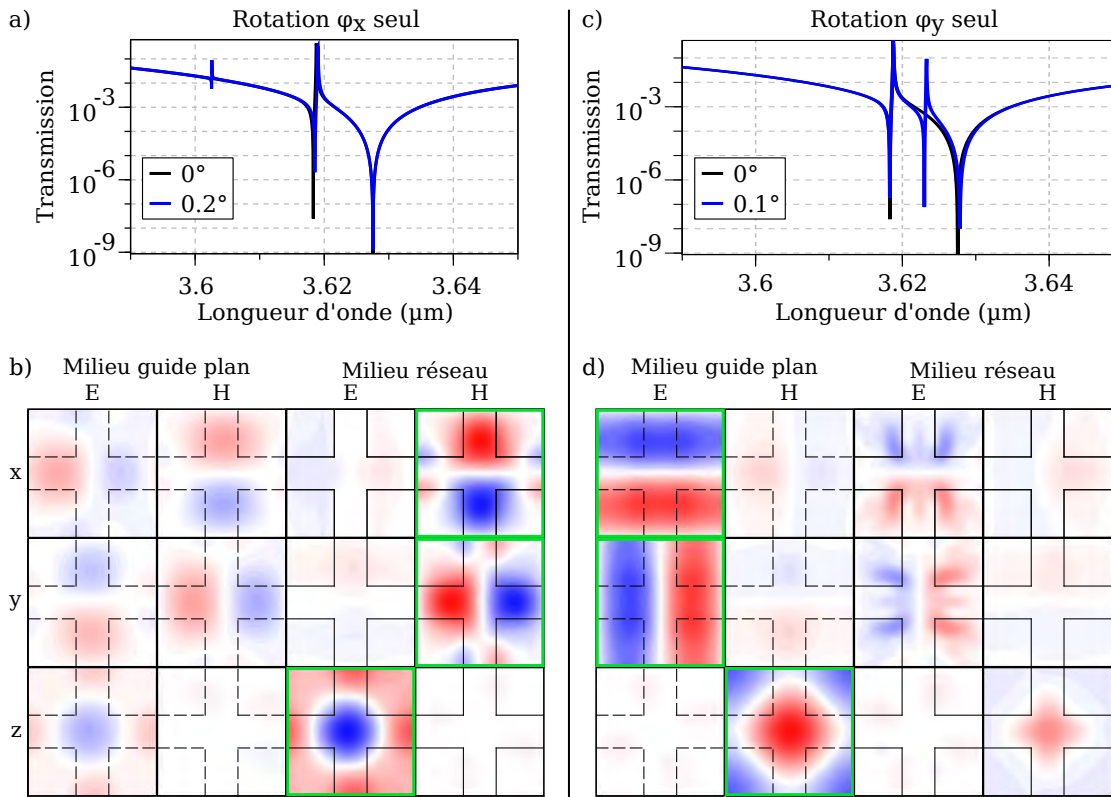 a)
Rotation φx seul
Transmission
10-3
10-6
10-9
0°
0.2°
3.6
3.62
3.64
Longueur d'onde (µm)
c)
Rotation φy seul
Transmission
10-3
10-6
10-9
0°
0.1°
3.6
3.62
3.64
Longueur d'onde (µm)
b)
Milieu guide plan
Milieu réseau
E
H
E
H
x
y
z
d)
Milieu guide plan
Milieu réseau
E
H
E
H